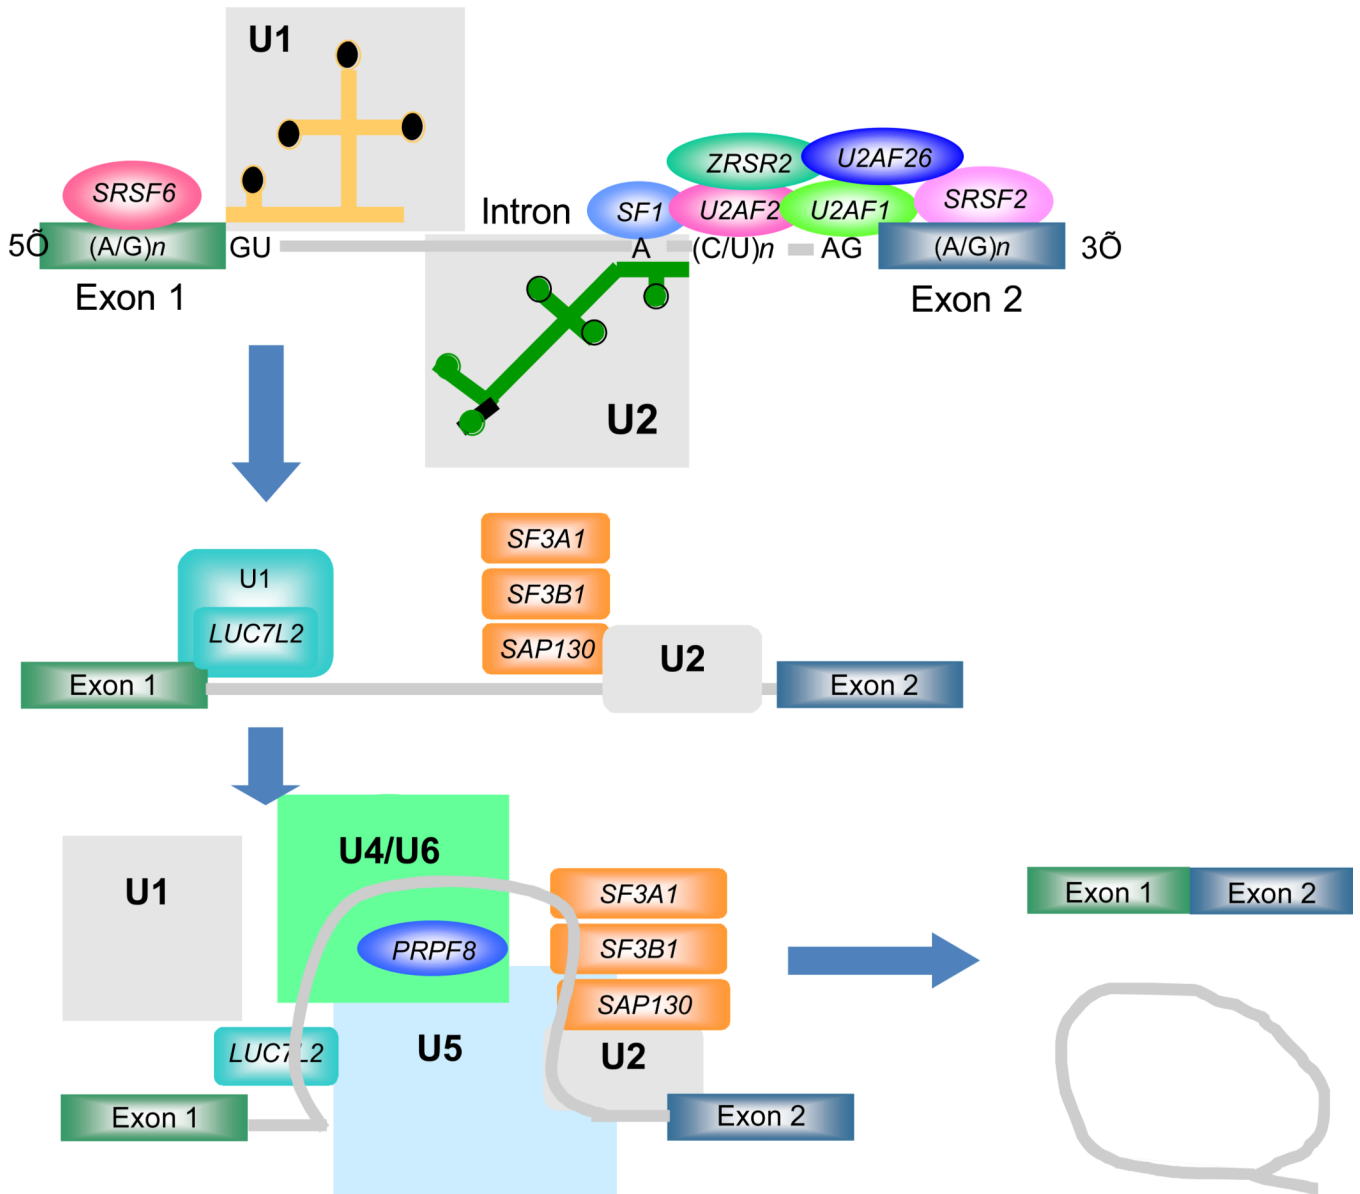 U1
ZRSR2 U2AF26
SRSF6 Intron SF1 U2AF2 U2AF1 SRSF2
5Õ (A/G)n GU A (C/U)n AG (A/G)n 3Õ
Exon 1 Exon 2
U2
SF3A1
U1 SF3B1
LUC7L2 SAP130 U2
Exon 1 Exon 2
U4/U6
U1 SF3A1 Exon 1 Exon 2
PRPF8 SF3B1
SAP130
LUC7L2 U5 U2
Exon 1 Exon 2